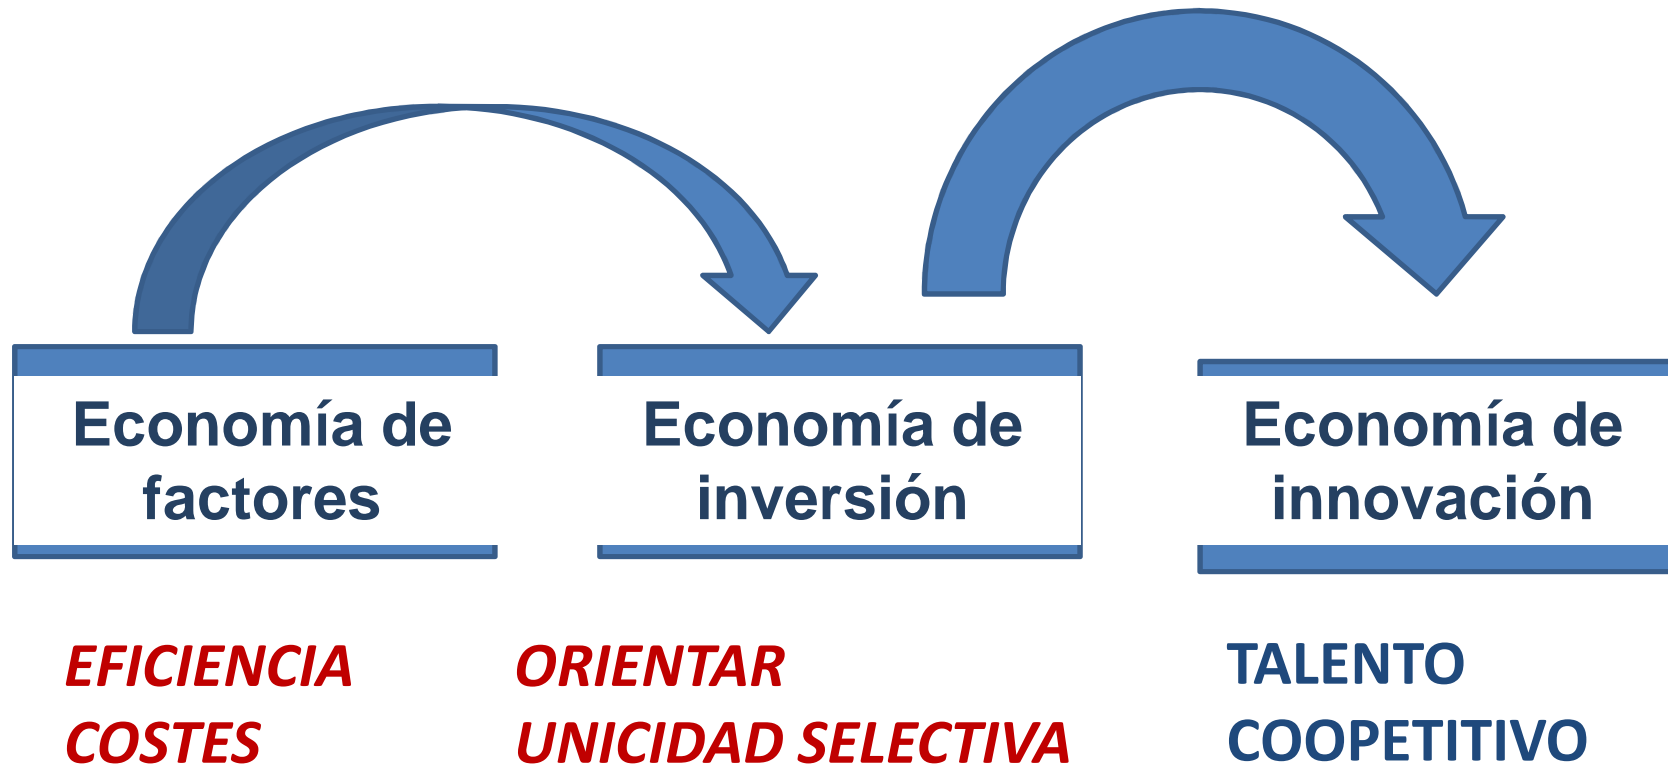 Economía de
factores
Economía de
inversión
Economía de
innovación
EFICIENCIA
COSTES
ORIENTAR
UNICIDAD SELECTIVA
TALENTO
COOPETITIVO